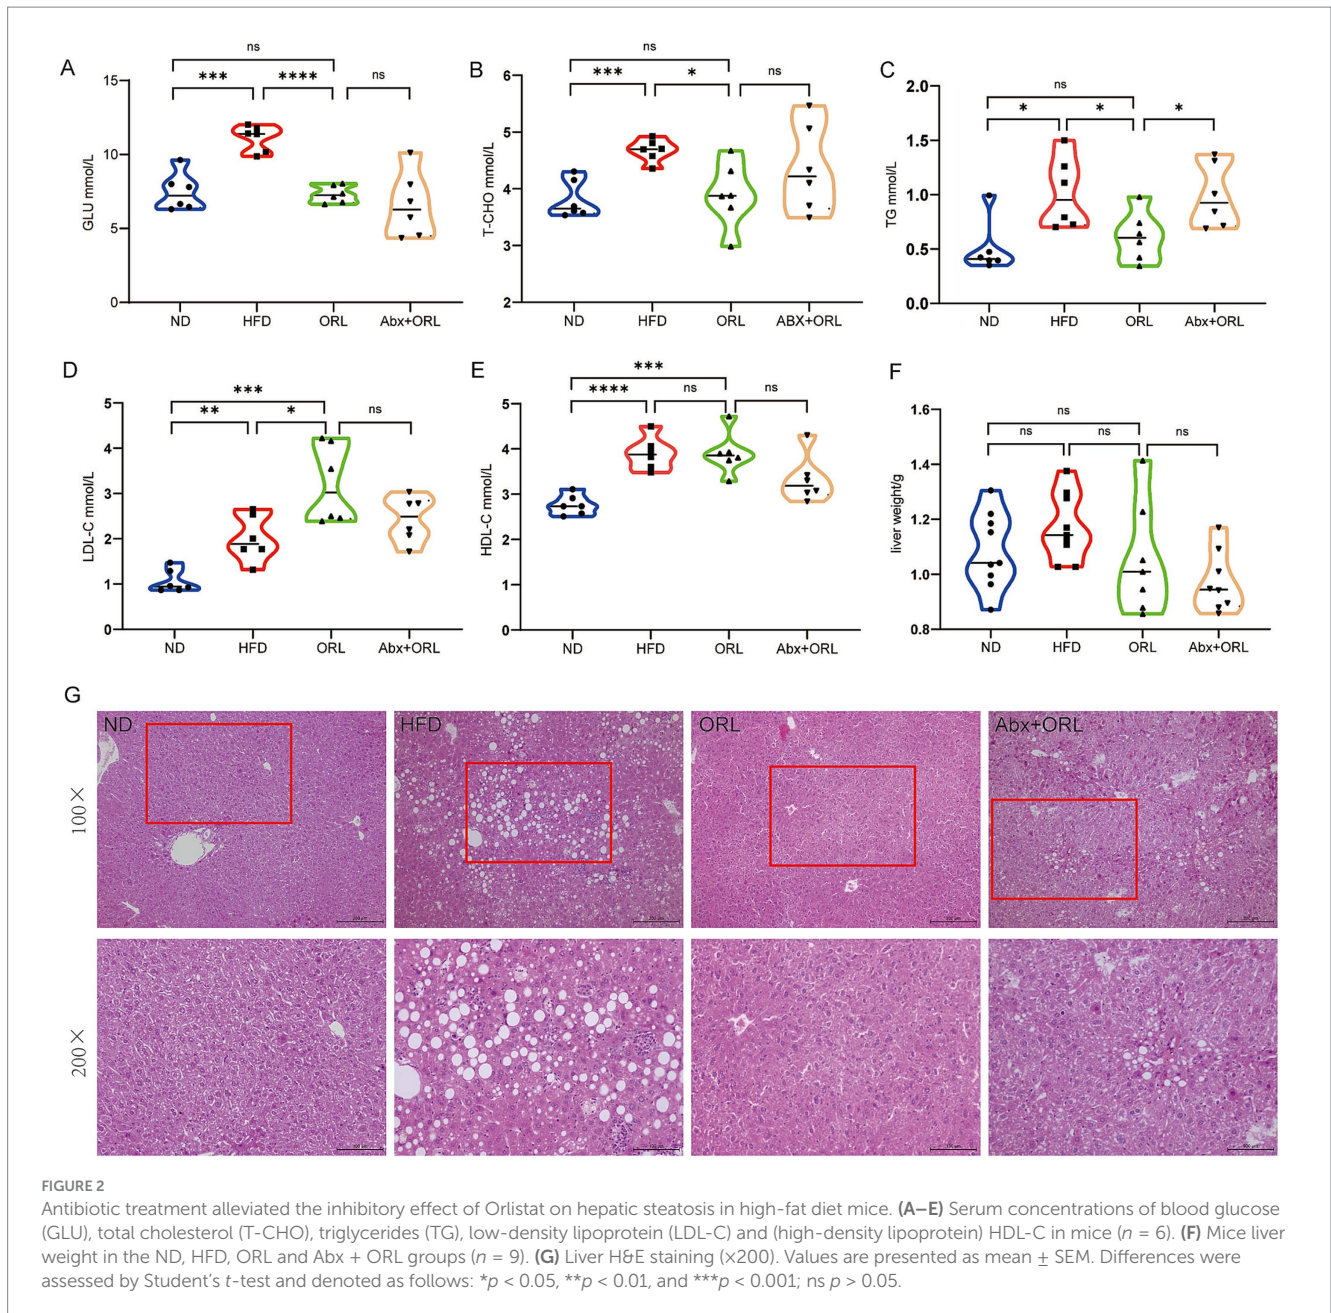 A
ns
***
****
ns
GLU mmol/L
15
10
5
0
ND
HFD
ORL
Abx+ORL
B
ns
***
*
ns
T-CHO mmol/L
6
5
4
3
2
ND
HFD
ORL
ABX+ORL
C
ns
*
*
*
TG mmol/L
2.0
1.5
1.0
0.5
0.0
ND
HFD
ORL
Abx+ORL
D
***
**
*
ns
LDL-C mmol/L
5
4
3
2
1
0
ND
HFD
ORL
Abx+ORL
E
***
****
ns
ns
HDL-C mmol/L
5
4
3
2
1
0
ND
HFD
ORL
Abx+ORL
F
ns
ns
ns
ns
liver weight/g
1.6
1.4
1.2
1.0
0.8
ND
HFD
ORL
Abx+ORL
G
ND
HFD
ORL
Abx+ORL
100×
200×
FIGURE 2
Antibiotic treatment alleviated the inhibitory effect of Orlistat on hepatic steatosis in high-fat diet mice. (A–E) Serum concentrations of blood glucose
(GLU), total cholesterol (T-CHO), triglycerides (TG), low-density lipoprotein (LDL-C) and (high-density lipoprotein) HDL-C in mice (n = 6). (F) Mice liver
weight in the ND, HFD, ORL and Abx + ORL groups (n = 9). (G) Liver H&E staining (×200). Values are presented as mean ± SEM. Differences were
assessed by Student's t-test and denoted as follows: *p < 0.05, **p < 0.01, and ***p < 0.001; ns p > 0.05.